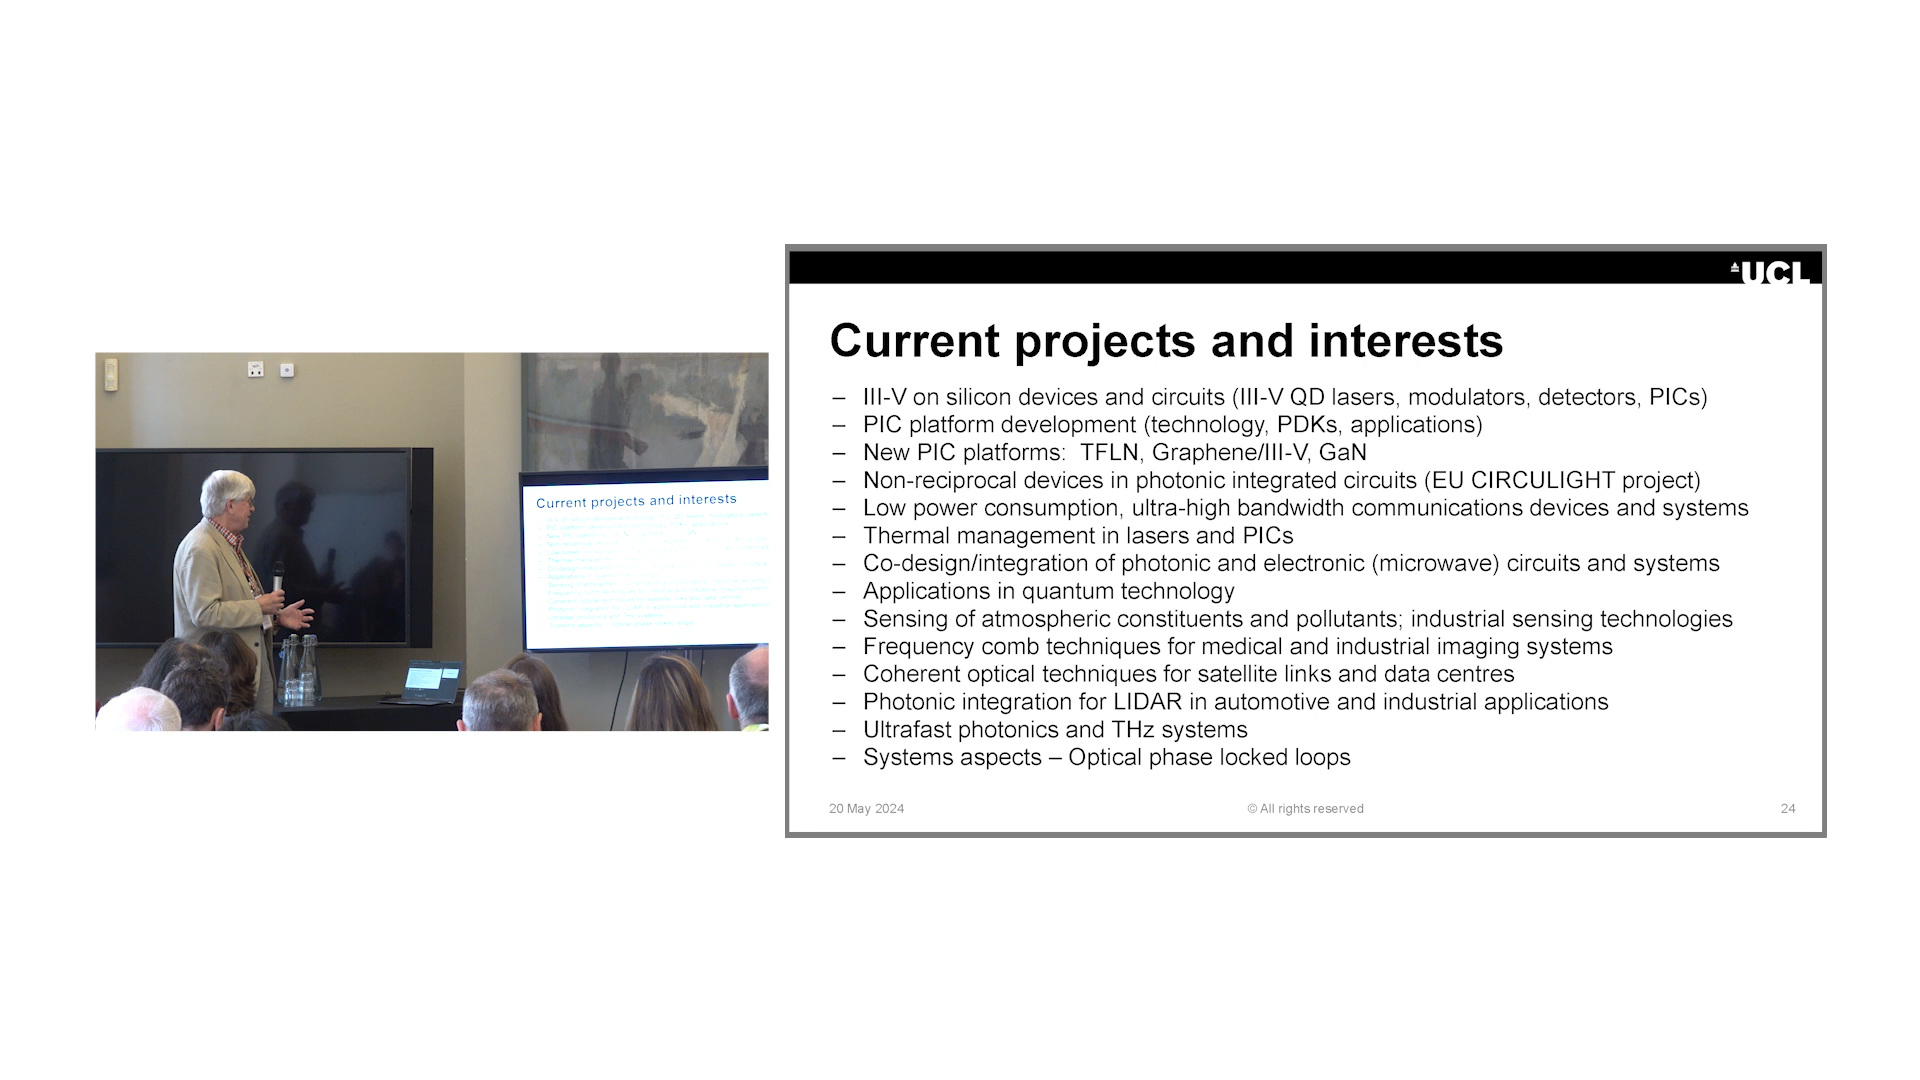 UCL
Current projects and interests
– III-V on silicon devices and circuits (III-V QD lasers, modulators, detectors, PICs)
– PIC platform development (technology, PDKs, applications)
– New PIC platforms: TFLN, Graphene/III-V, GaN
– Non-reciprocal devices in photonic integrated circuits (EU CIRCULIGHT project)
– Low power consumption, ultra-high bandwidth communications devices and systems
– Thermal management in lasers and PICs
– Co-design/integration of photonic and electronic (microwave) circuits and systems
– Applications in quantum technology
– Sensing of atmospheric constituents and pollutants; industrial sensing technologies
– Frequency comb techniques for medical and industrial imaging systems
– Coherent optical techniques for satellite links and data centres
– Photonic integration for LIDAR in automotive and industrial applications
– Ultrafast photonics and THz systems
– Systems aspects – Optical phase locked loops
20 May 2024
© All rights reserved
24
Current projects and interests